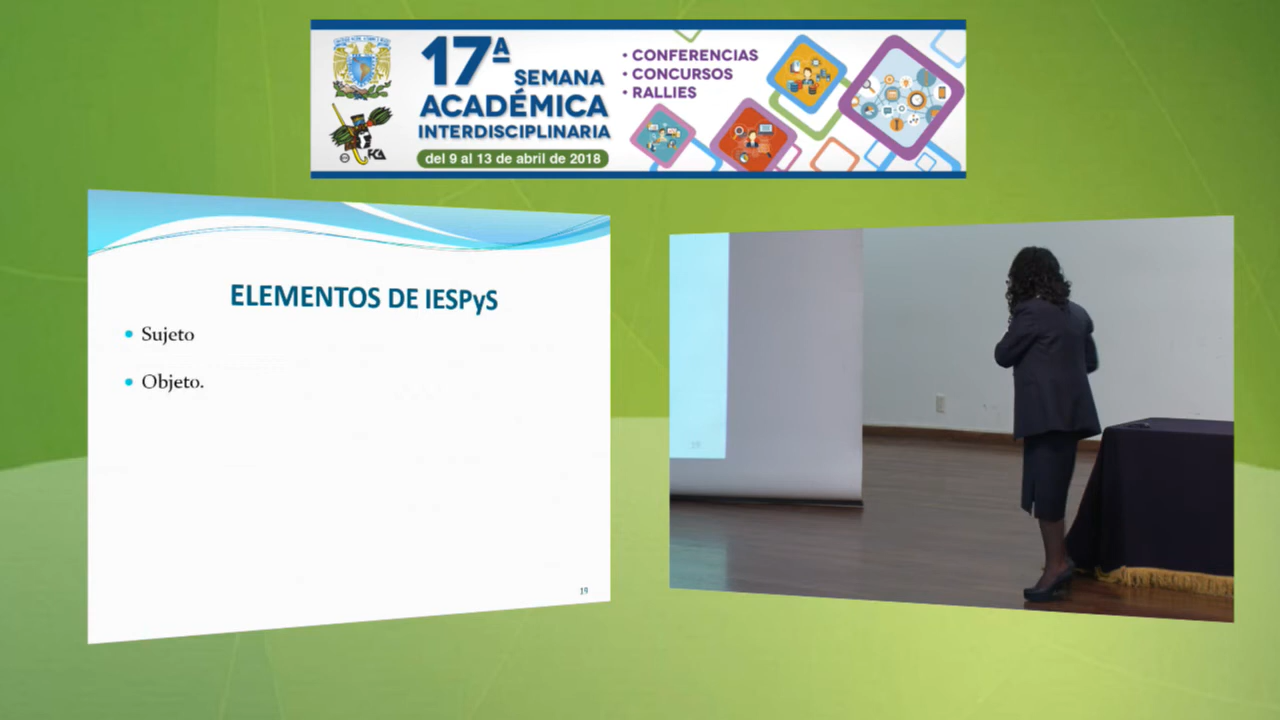 17ª
SEMANA
ACADÉMICA
INTERDISCIPLINARIA
del 9 al 13 de abril de 2018
• CONFERENCIAS
• CONCURSOS
• RALLIES
FCA
ELEMENTOS DE IESPyS
• Sujeto
• Objeto.
19
19